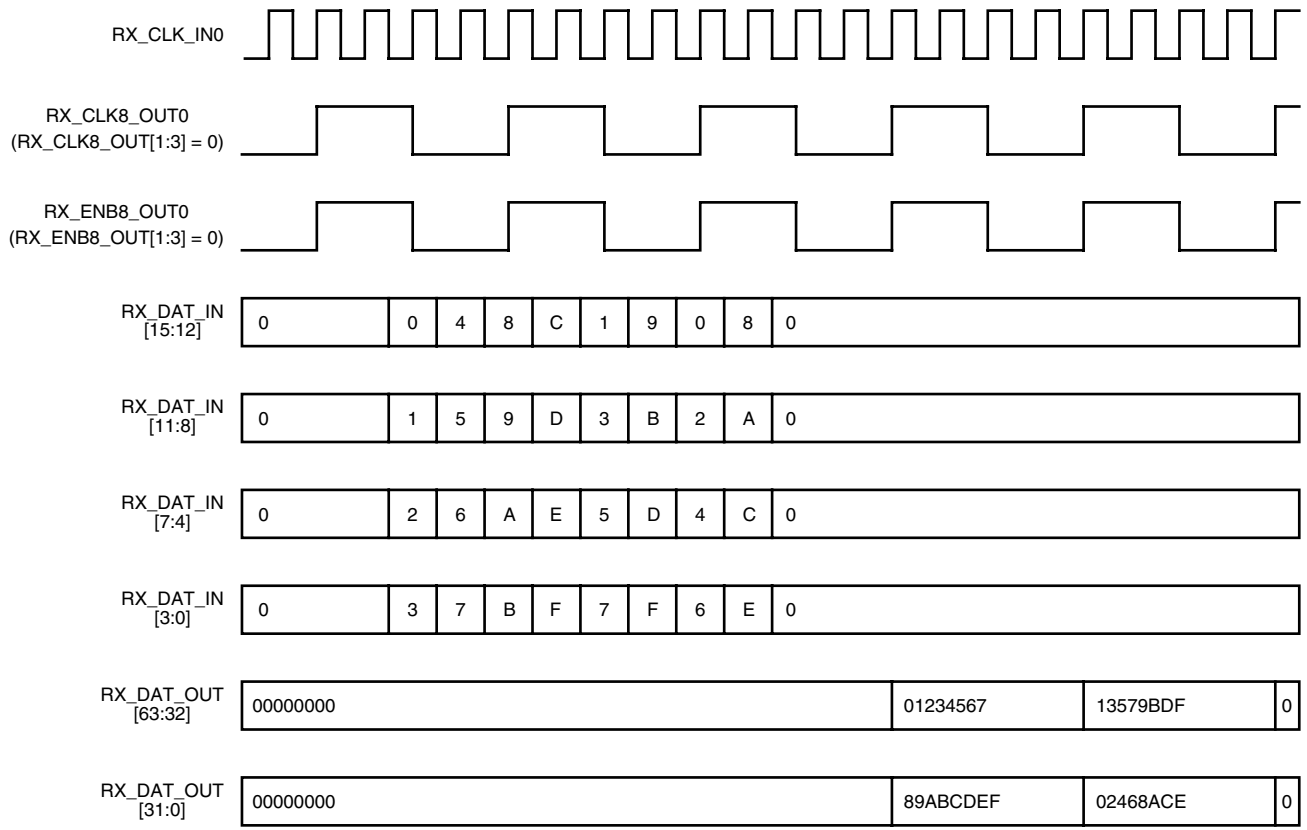 RX_CLK_IN0
RX_CLK8_OUT0
(RX_CLK8_OUT[1:3] = 0)
RX_ENB8_OUT0
(RX_ENB8_OUT[1:3] = 0)
RX_DAT_IN
[15:12]
0 0 4 8 C 1 9 0 8 0
RX_DAT_IN
[11:8]
0 1 5 9 D 3 B 2 A 0
RX_DAT_IN
[7:4]
0 2 6 A E 5 D 4 C 0
RX_DAT_IN
[3:0]
0 3 7 B F 7 F 6 E 0
RX_DAT_OUT
[63:32]
00000000 01234567 13579BDF 0
RX_DAT_OUT
[31:0]
00000000 89ABCDEF 02468ACE 0